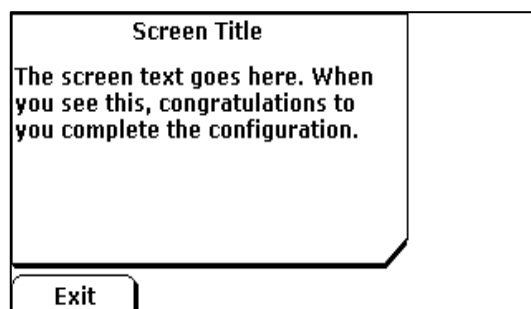 Screen Title
The screen text goes here. When
you see this, congratulations to
you complete the configuration.
Exit